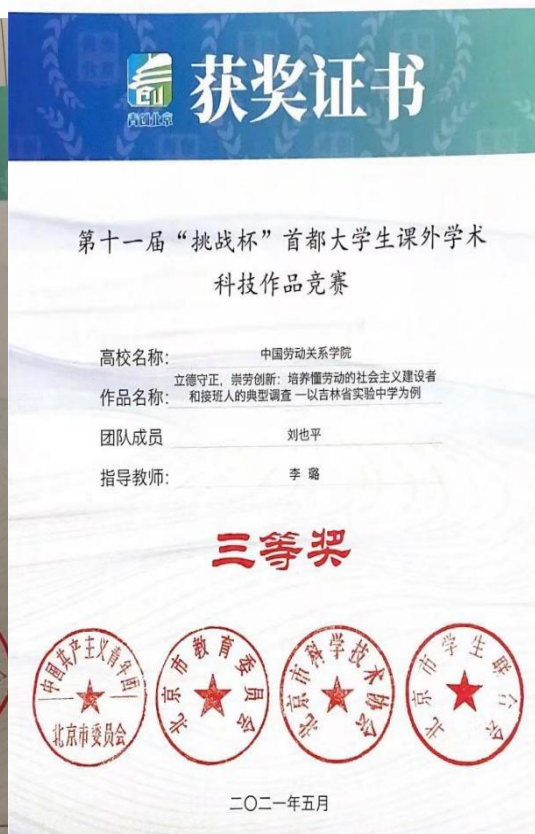 青创北京
获奖证书
第十一届“挑战杯”首都大学生课外学术
科技作品竞赛
高校名称： 中国劳动关系学院
立德守正，崇劳创新：培养懂劳动的社会主义建设者
作品名称： 和接班人的典型调查 —以吉林省实验中学为例
团队成员 刘也平
指导教师： 李 璐
三等奖
中国共产主义青年团
北京市委员会
北京市教育委员会
北京市科学技术协会
北京市学生联合会
二〇二一年五月